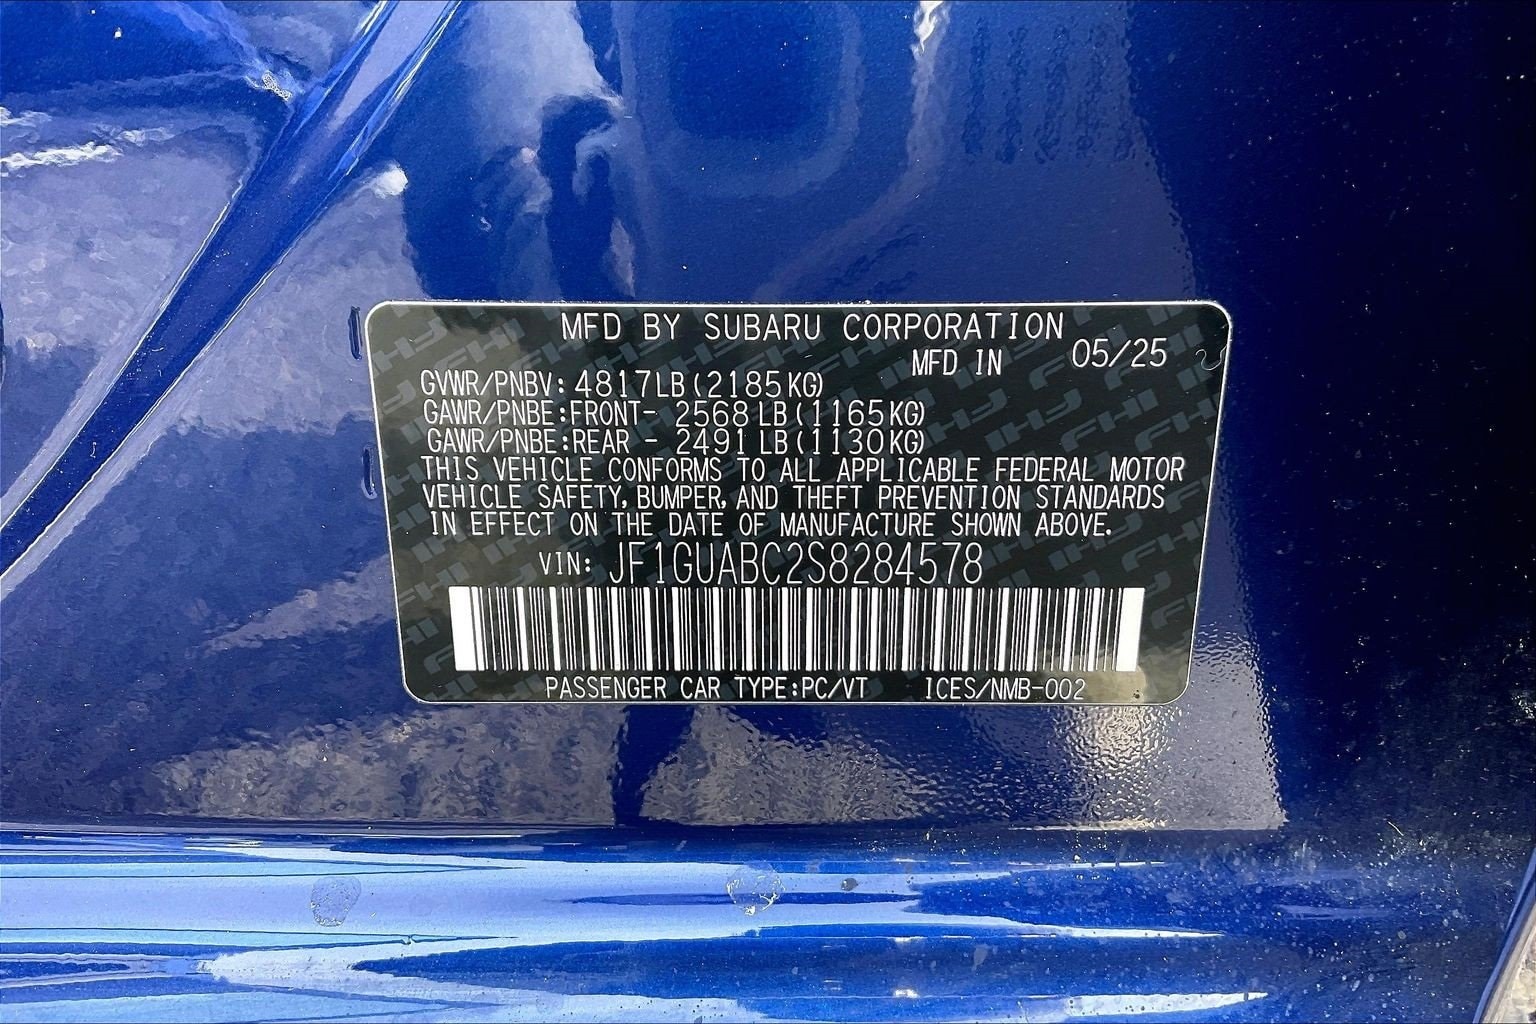 MFD BY SUBARU CORPORATION
MFD IN 05/25
GVWR/PNBV: 4817LB(2185KG)
GAWR/PNBE:FRONT- 2568LB(1165KG)
GAWR/PNBE:REAR - 2491LB(1130KG)
THIS VEHICLE CONFORMS TO ALL APPLICABLE FEDERAL MOTOR
VEHICLE SAFETY, BUMPER, AND THEFT PREVENTION STANDARDS
IN EFFECT ON THE DATE OF MANUFACTURE SHOWN ABOVE.
VIN: JF1GUABC2S8284578
PASSENGER CAR TYPE:PC/VT ICES/NMB-002